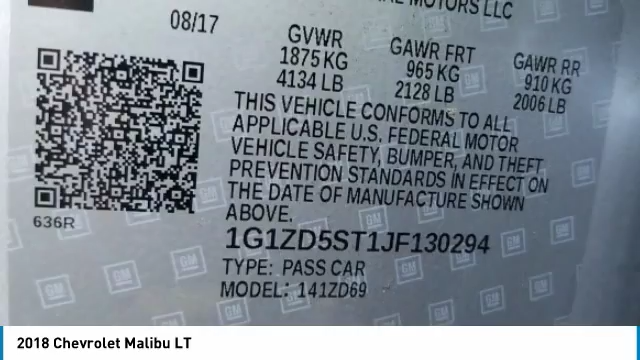 MOTORS LLC
08/17
GVWR GAWR FRT GAWR RR
1875 KG 965 KG 910 KG
4134 LB 2128 LB 2006 LB
THIS VEHICLE CONFORMS TO ALL
APPLICABLE U.S. FEDERAL MOTOR
VEHICLE SAFETY, BUMPER, AND THEFT
PREVENTION STANDARDS IN EFFECT ON
THE DATE OF MANUFACTURE SHOWN
ABOVE.
636R
1G1ZD5ST1JF130294
TYPE: PASS CAR
MODEL: 141ZD69
2018 Chevrolet Malibu LT